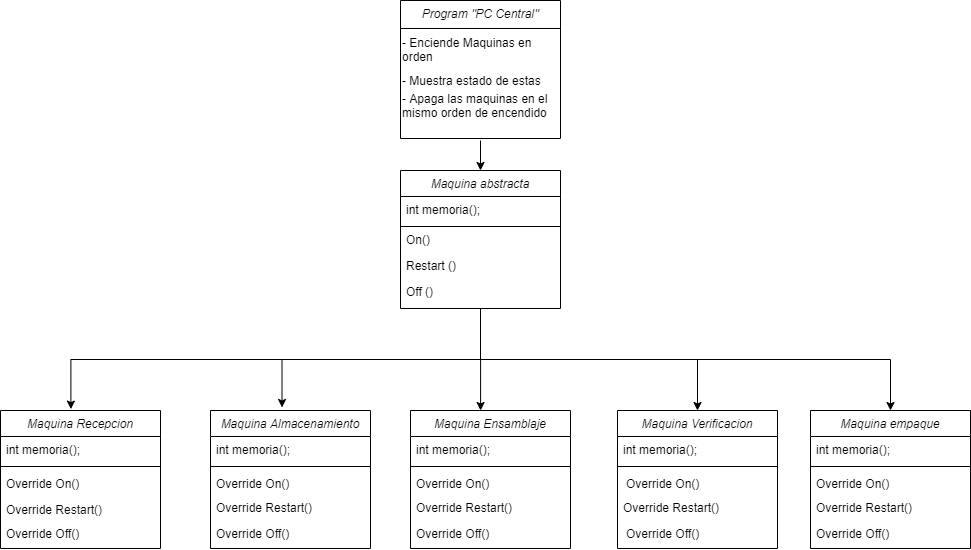 Program "PC Central"
- Enciende Maquinas en
orden
- Muestra estado de estas
- Apaga las maquinas en el
mismo orden de encendido
Maquina abstracta
int memoria();
On()
Restart ()
Off ()
Maquina Recepcion
int memoria();
Override On()
Override Restart()
Override Off()
Maquina Almacenamiento
int memoria();
Override On()
Override Restart()
Override Off()
Maquina Ensamblaje
int memoria();
Override On()
Override Restart()
Override Off()
Maquina Verificacion
int memoria();
Override On()
Override Restart()
Override Off()
Maquina empaque
int memoria();
Override On()
Override Restart()
Override Off()